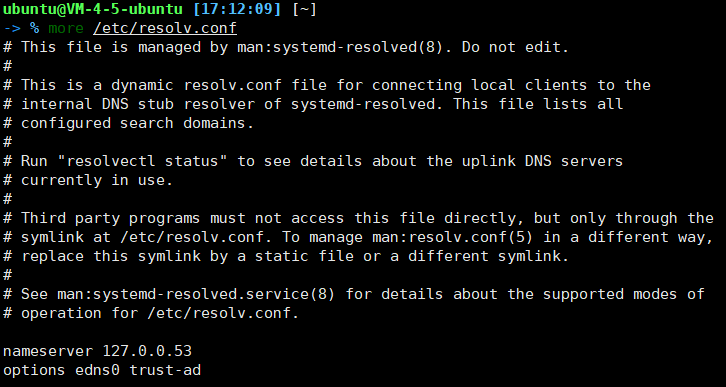 ubuntu@VM-4-5-ubuntu [17:12:09] [~]
-> % more /etc/resolv.conf
# This file is managed by man:systemd-resolved(8). Do not edit.
#
# This is a dynamic resolv.conf file for connecting local clients to the
# internal DNS stub resolver of systemd-resolved. This file lists all
# configured search domains.
#
# Run "resolvectl status" to see details about the uplink DNS servers
# currently in use.
#
# Third party programs must not access this file directly, but only through the
# symlink at /etc/resolv.conf. To manage man:resolv.conf(5) in a different way,
# replace this symlink by a static file or a different symlink.
#
# See man:systemd-resolved.service(8) for details about the supported modes of
# operation for /etc/resolv.conf.

nameserver 127.0.0.53
options edns0 trust-ad